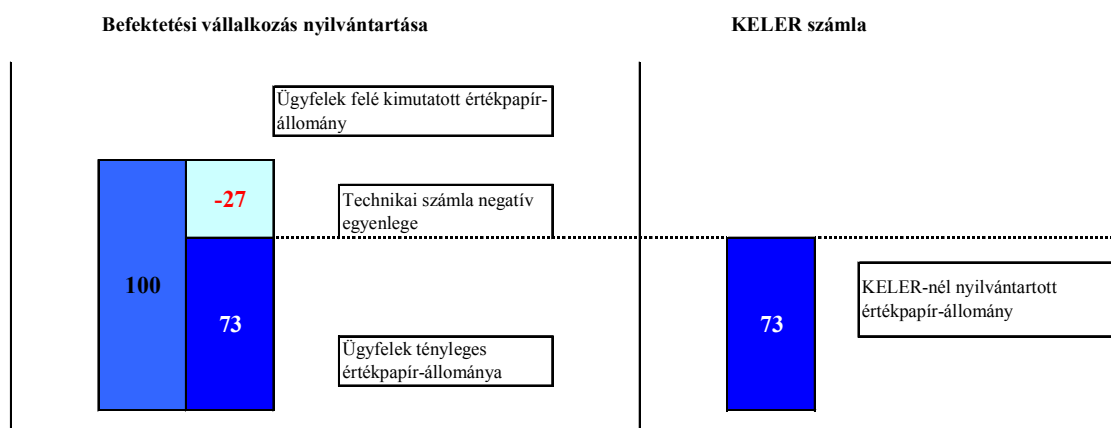 Befektetési vállalkozás nyilvántartása
KELER számla
Ügyfelek felé kimutatott értékpapír-
állomány
-27
Technikai számla negatív
egyenlege
100
73
Ügyfelek tényleges
értékpapír-állománya
73
KELER-nél nyilvántartott
értékpapír-állomány